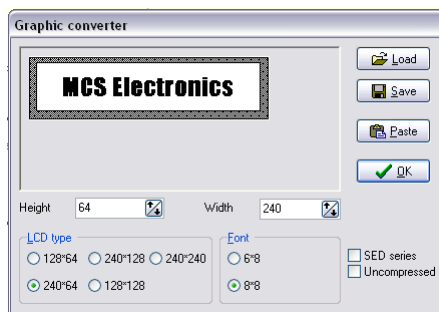 Graphic converter
MCS Electronics
Load
Save
Paste
OK
Height 64 Width 240
LCD type
Font
128*64 240*128 240*240
6*8
240*64 128*128
8*8
SED series
Uncompressed